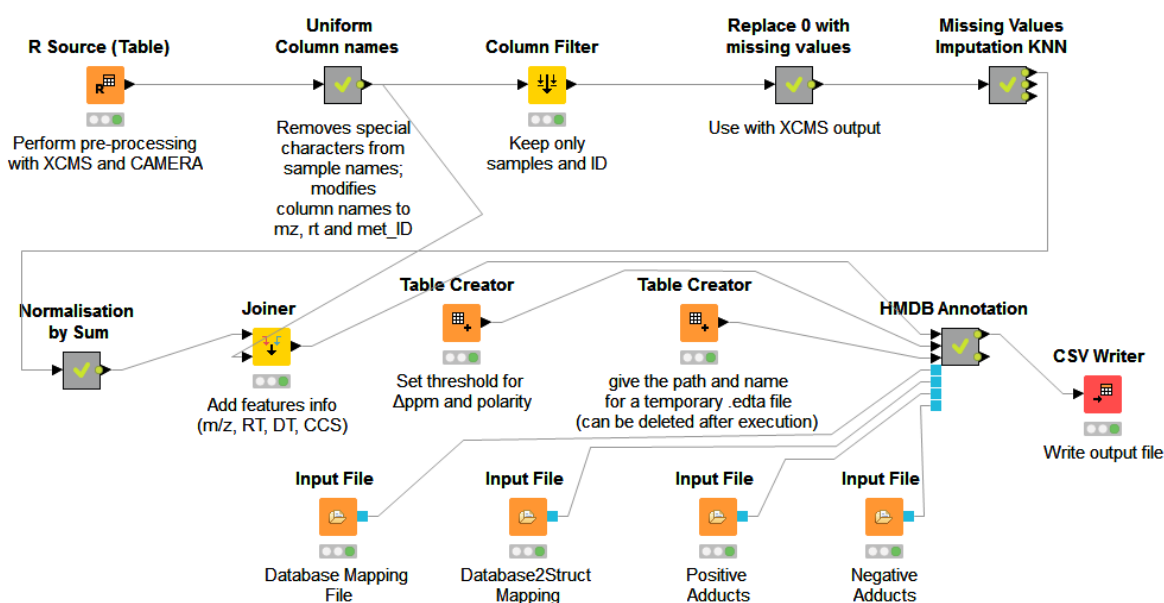 R Source (Table)
Perform pre-processing
with XCMS and CAMERA
Uniform
Column names
Removes special
characters from
sample names;
modifies
column names to
mz, rt and met_ID
Column Filter
Keep only
samples and ID
Replace 0 with
missing values
Use with XCMS output
Missing Values
Imputation KNN
Normalisation
by Sum
Joiner
Add features info
(m/z, RT, DT, CCS)
Table Creator
Set threshold for
Δppm and polarity
Table Creator
give the path and name
for a temporary .edta file
(can be deleted after execution)
HMDB Annotation
CSV Writer
Write output file
Input File
Database Mapping
File
Input File
Database2Struct
Mapping
Input File
Positive
Adducts
Input File
Negative
Adducts